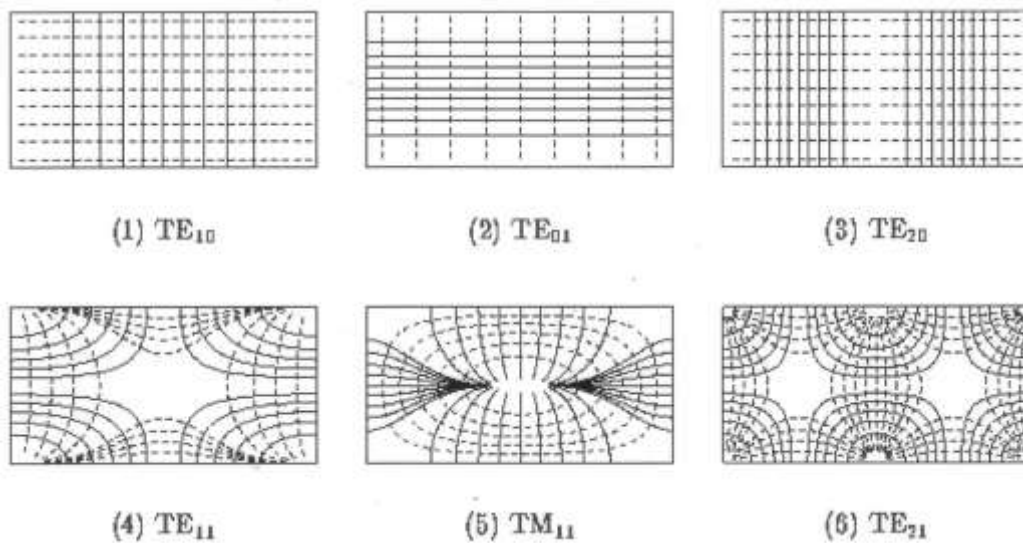 (1) TE₁₀
(2) TE₀₁
(3) TE₂₀
(4) TE₁₁
(5) TM₁₁
(6) TE₂₁